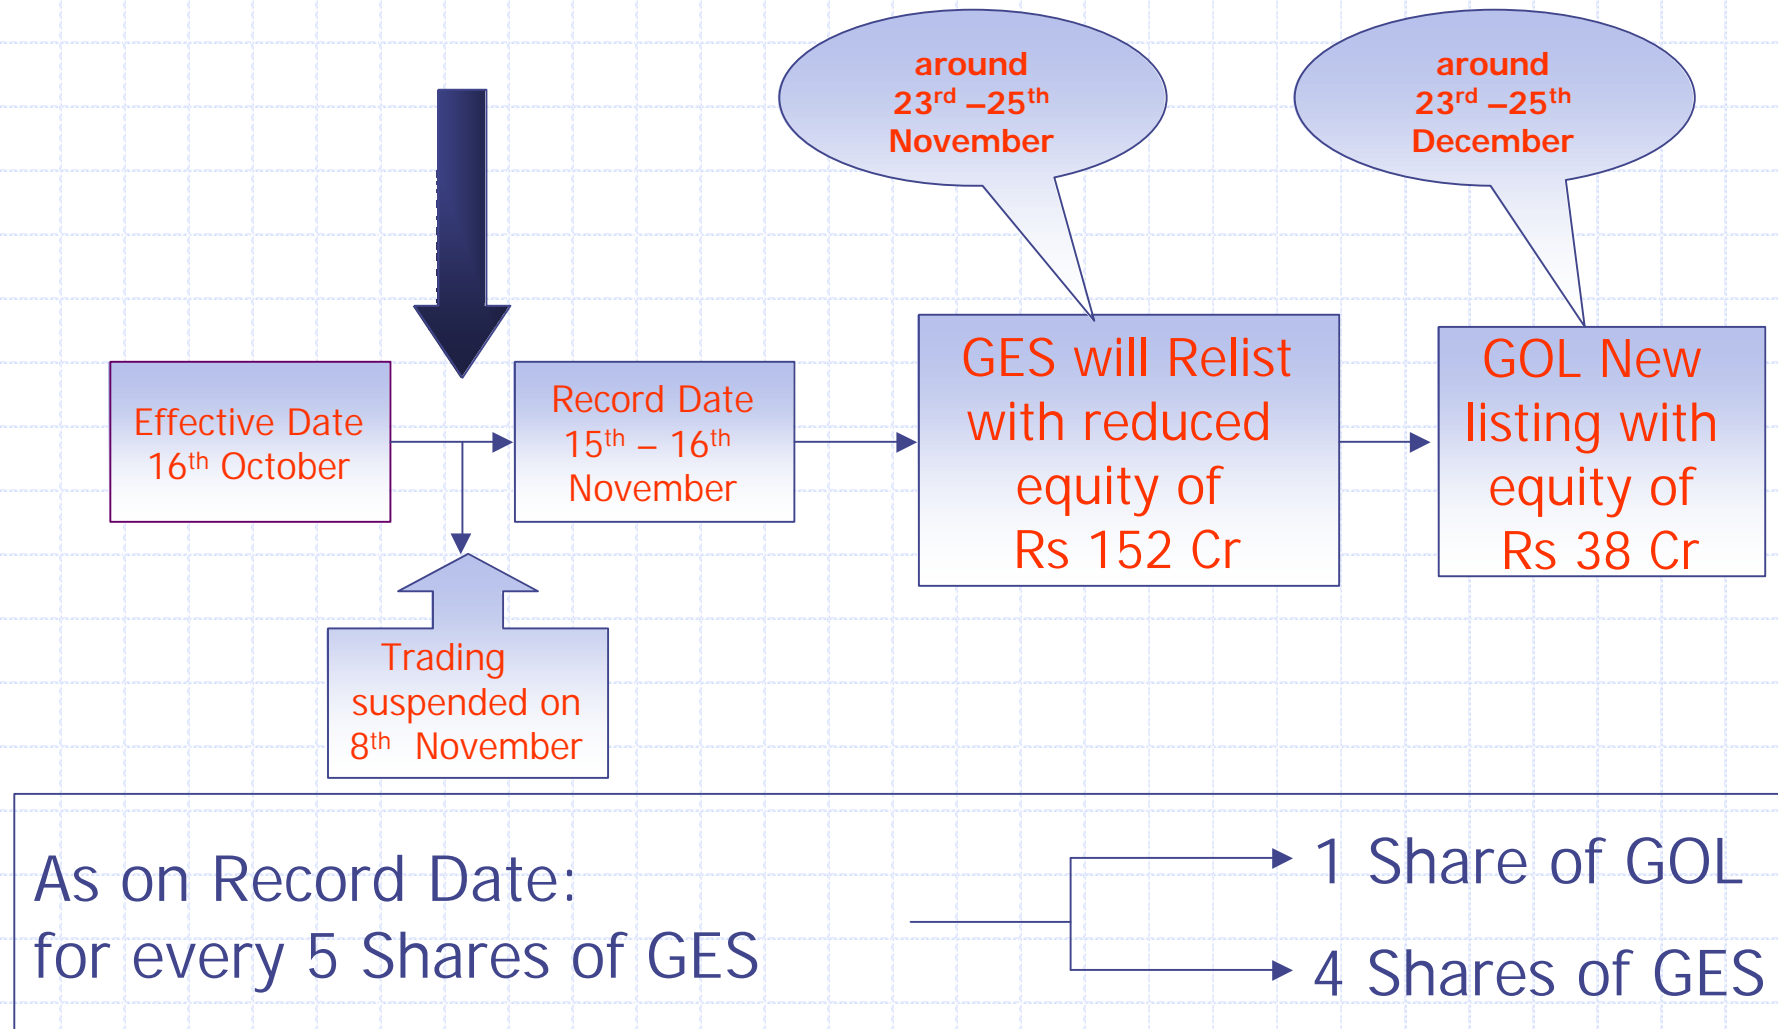 around
23rd –25th
November
around
23rd –25th
December
Effective Date
16th October
Record Date
15th – 16th
November
GES will Relist
with reduced
equity of
Rs 152 Cr
GOL New
listing with
equity of
Rs 38 Cr
Trading
suspended on
8th November
As on Record Date:
for every 5 Shares of GES
1 Share of GOL
4 Shares of GES